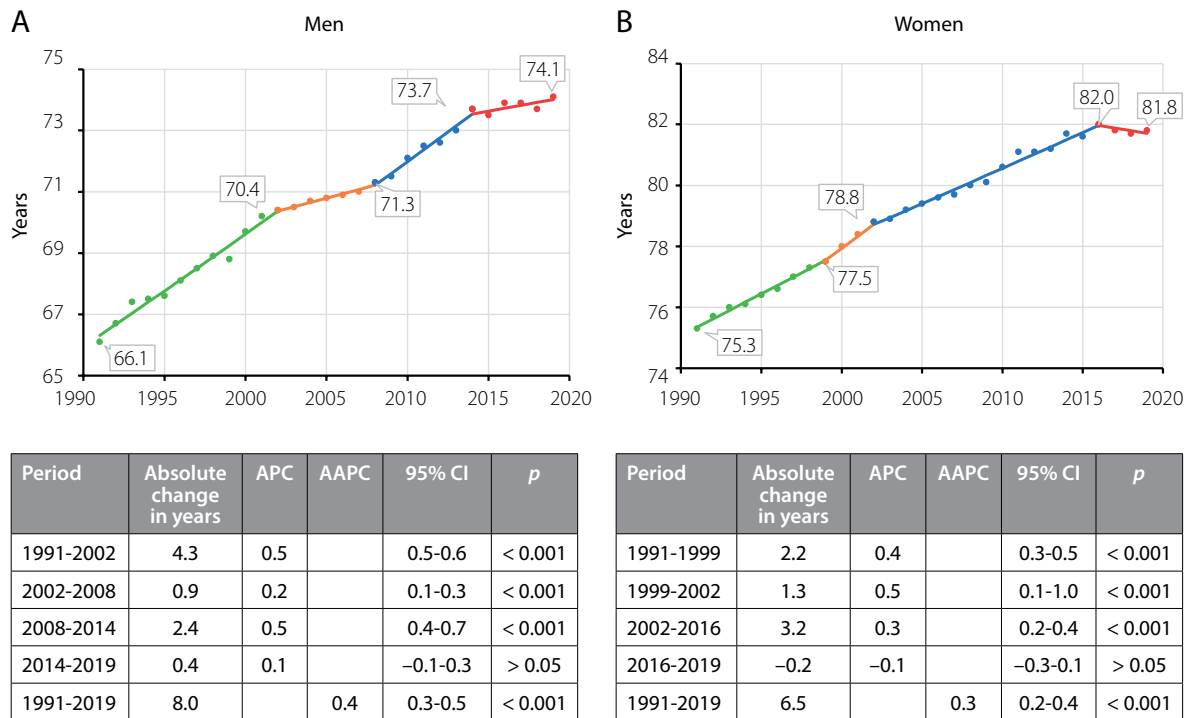 A
Men
Years
75
73
71
69
67
65
1990 1995 2000 2005 2010 2015 2020
66.1
70.4
71.3
73.7
74.1
Period Absolute change in years APC AAPC 95% CI p
1991-2002 4.3 0.5 0.5-0.6 < 0.001
2002-2008 0.9 0.2 0.1-0.3 < 0.001
2008-2014 2.4 0.5 0.4-0.7 < 0.001
2014-2019 0.4 0.1 –0.1-0.3 > 0.05
1991-2019 8.0 0.4 0.3-0.5 < 0.001
B
Women
Years
84
82
80
78
76
74
1990 1995 2000 2005 2010 2015 2020
75.3
77.5
78.8
82.0
81.8
Period Absolute change in years APC AAPC 95% CI p
1991-1999 2.2 0.4 0.3-0.5 < 0.001
1999-2002 1.3 0.5 0.1-1.0 < 0.001
2002-2016 3.2 0.3 0.2-0.4 < 0.001
2016-2019 –0.2 –0.1 –0.3-0.1 > 0.05
1991-2019 6.5 0.3 0.2-0.4 < 0.001